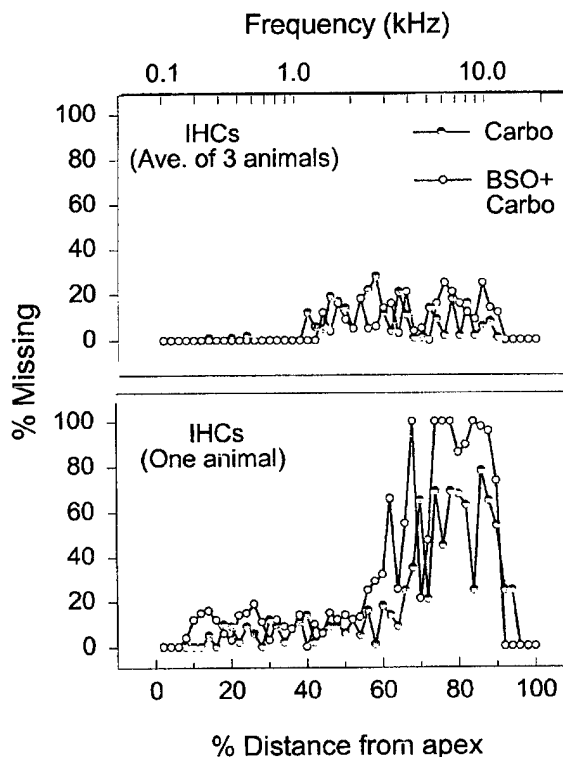 Frequency (kHz)
0.1 1.0 10.0
100
80
60
40
20
0
IHCs
(Ave. of 3 animals)
Carbo
BSO+
Carbo
% Missing
100
80
60
40
20
0
IHCs
(One animal)
0 20 40 60 80 100
% Distance from apex